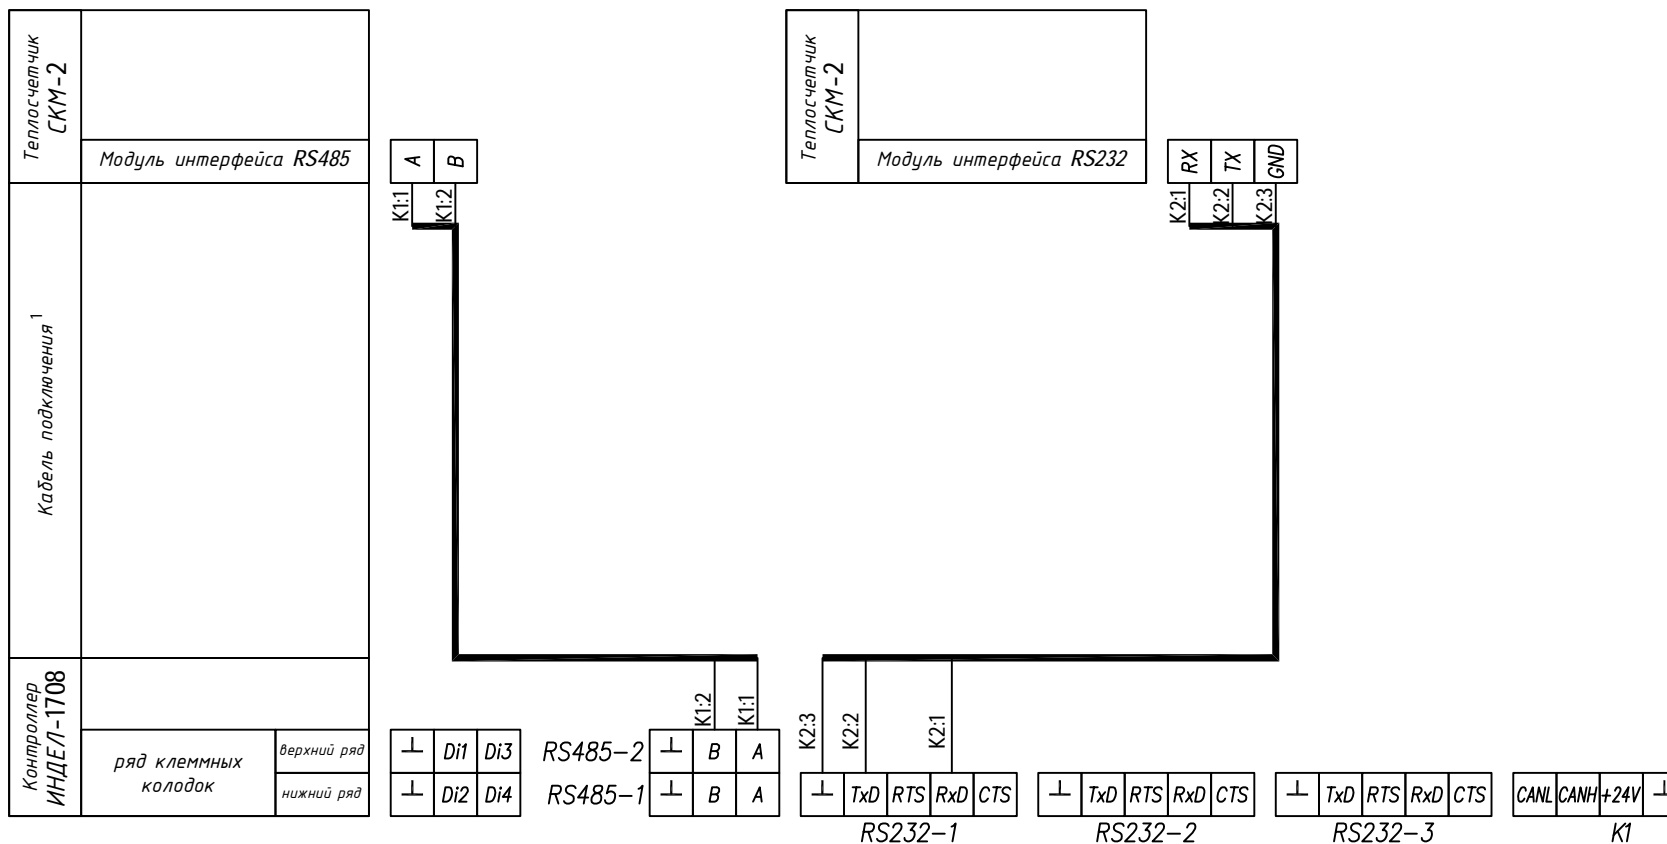 Теплосчетчик
СКМ-2
Модуль интерфейса RS485
A B
K1:1 K1:2
Теплосчетчик
СКМ-2
Модуль интерфейса RS232
RX TX GND
K2:1 K2:2 K2:3
Кабель подключения 1
Контроллер
ИНДЕЛ-1708
ряд клеммных
колодок
верхний ряд
нижний ряд
K1:2 K1:1
K2:3 K2:2 K2:1
⊥ Di1 Di3 RS485-2 ⊥ B A
⊥ Di2 Di4 RS485-1 ⊥ B A
⊥ TxD RTS RxD CTS
RS232-1
⊥ TxD RTS RxD CTS
RS232-2
⊥ TxD RTS RxD CTS
RS232-3
CANL CANH +24V ⊥
K1